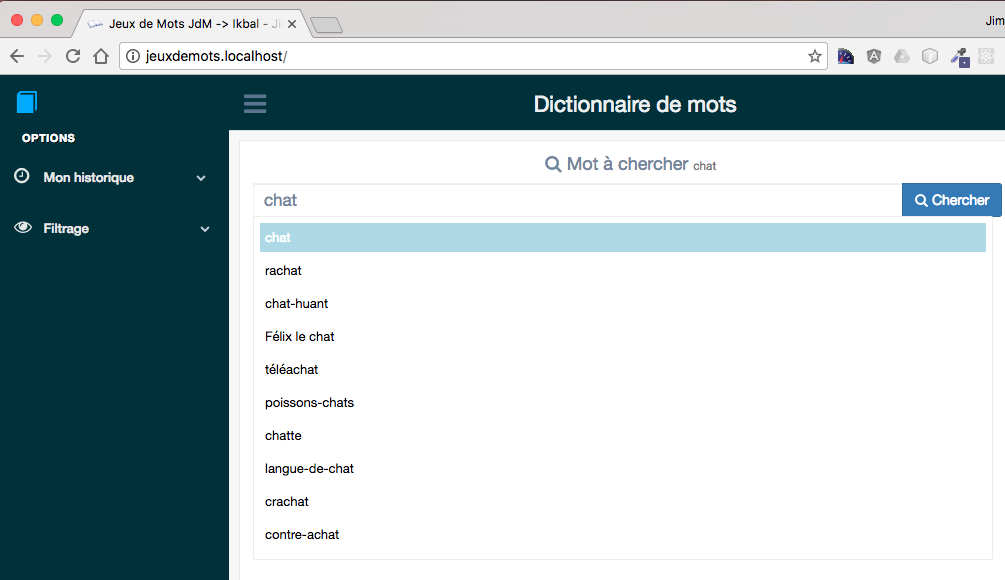 Jeux de Mots JdM -> Ikbal - Ji
Jim
jeuxdemots.localhost/
Dictionnaire de mots
OPTIONS
Mon historique
Filtrage
Mot à chercher chat
chat
Chercher
chat
rachat
chat-huant
Félix le chat
téléachat
poissons-chats
chatte
langue-de-chat
crachat
contre-achat